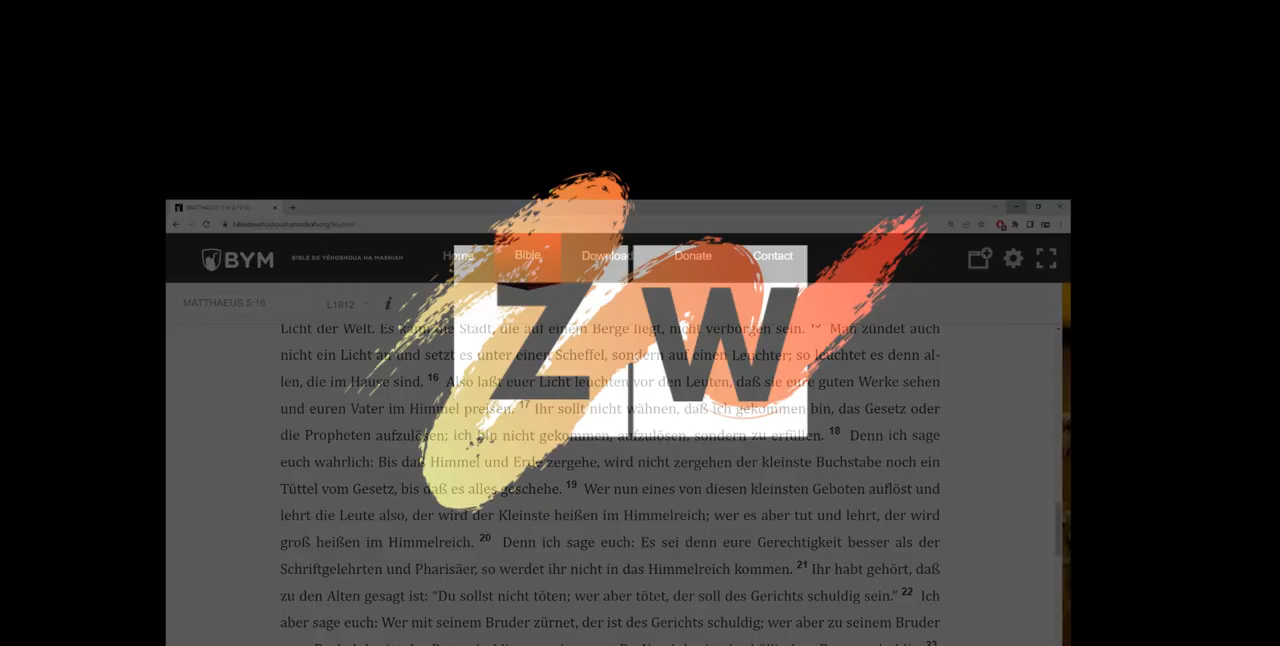 MATTHAEUS 5:16 (L1912)
bibledeyehoshouahamashiah.org/lire.html
BYM BIBLE DE YÉHOSHOUA HA MASHIAH Home Bible Download Donate Contact
MATTHAEUS 5:16 L1912 i
Z W
Licht der Welt. Es kann die Stadt, die auf einem Berge liegt, nicht verborgen sein. 15 Man zündet auch
nicht ein Licht an und setzt es unter einen Scheffel, sondern auf einen Leuchter; so leuchtet es denn al-
len, die im Hause sind. 16 Also laßt euer Licht leuchten vor den Leuten, daß sie eure guten Werke sehen
und euren Vater im Himmel preisen. 17 Ihr sollt nicht wähnen, daß ich gekommen bin, das Gesetz oder
die Propheten aufzulösen; ich bin nicht gekommen, aufzulösen, sondern zu erfüllen. 18 Denn ich sage
euch wahrlich: Bis daß Himmel und Erde zergehe, wird nicht zergehen der kleinste Buchstabe noch ein
Tüttel vom Gesetz, bis daß es alles geschehe. 19 Wer nun eines von diesen kleinsten Geboten auflöst und
lehrt die Leute also, der wird der Kleinste heißen im Himmelreich; wer es aber tut und lehrt, der wird
groß heißen im Himmelreich. 20 Denn ich sage euch: Es sei denn eure Gerechtigkeit besser als der
Schriftgelehrten und Pharisäer, so werdet ihr nicht in das Himmelreich kommen. 21 Ihr habt gehört, daß
zu den Alten gesagt ist: “Du sollst nicht töten; wer aber tötet, der soll des Gerichts schuldig sein.” 22 Ich
aber sage euch: Wer mit seinem Bruder zürnet, der ist des Gerichts schuldig; wer aber zu seinem Bruder
23